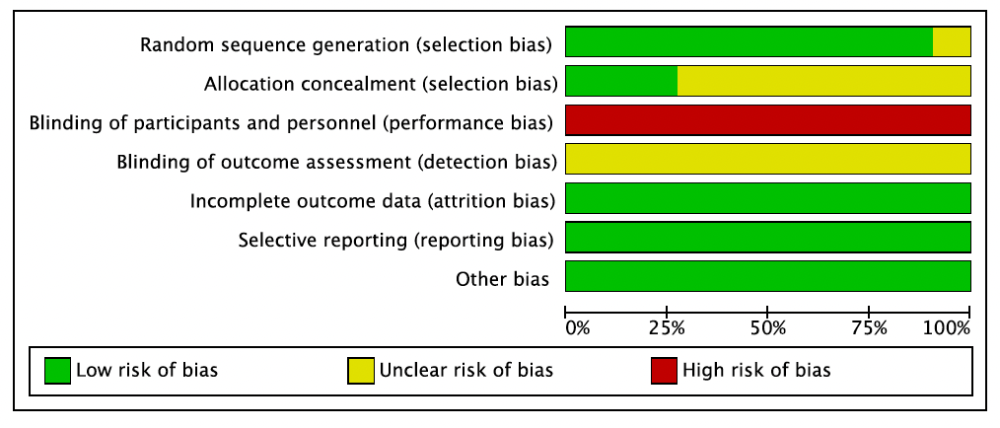 Random sequence generation (selection bias)
Allocation concealment (selection bias)
Blinding of participants and personnel (performance bias)
Blinding of outcome assessment (detection bias)
Incomplete outcome data (attrition bias)
Selective reporting (reporting bias)
Other bias
0% 25% 50% 75% 100%
Low risk of bias Unclear risk of bias High risk of bias